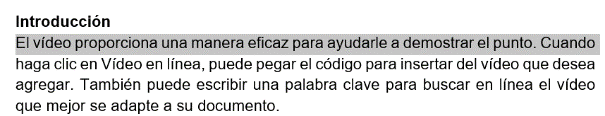 Introducción
El vídeo proporciona una manera eficaz para ayudarle a demostrar el punto. Cuando
haga clic en Vídeo en línea, puede pegar el código para insertar del vídeo que desea
agregar. También puede escribir una palabra clave para buscar en línea el vídeo
que mejor se adapte a su documento.